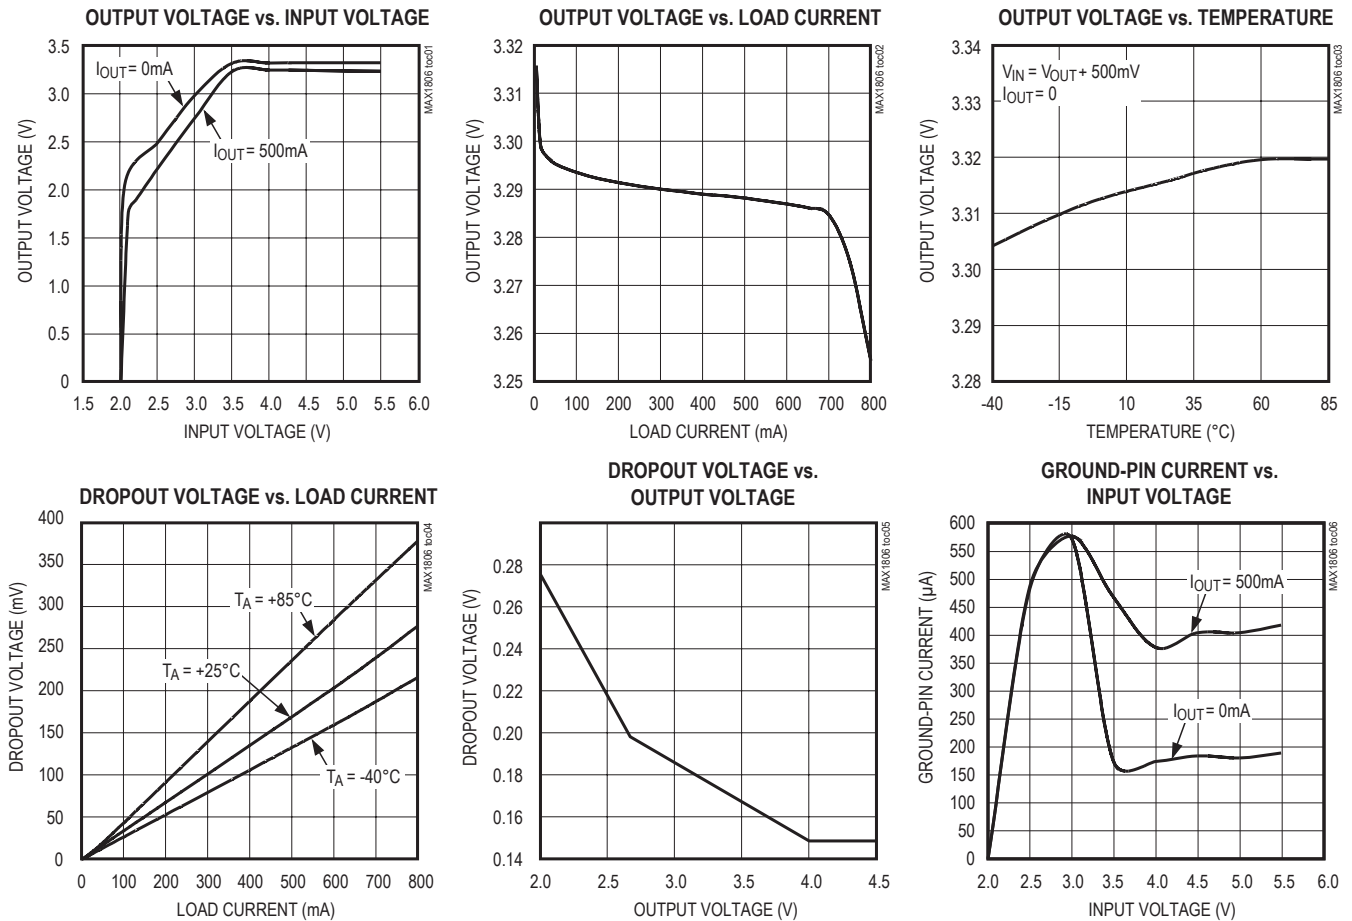 OUTPUT VOLTAGE vs. INPUT VOLTAGE
3.5
3.0
2.5
2.0
1.5
1.0
0.5
0
OUTPUT VOLTAGE (V)
IOUT = 0mA
IOUT = 500mA
MAX1806 toc01
1.5 2.0 2.5 3.0 3.5 4.0 4.5 5.0 5.5 6.0
INPUT VOLTAGE (V)
OUTPUT VOLTAGE vs. LOAD CURRENT
3.32
3.31
3.30
3.29
3.28
3.27
3.26
3.25
OUTPUT VOLTAGE (V)
MAX1806 toc02
0 100 200 300 400 500 600 700 800
LOAD CURRENT (mA)
OUTPUT VOLTAGE vs. TEMPERATURE
3.34
3.33
3.32
3.31
3.30
3.29
3.28
OUTPUT VOLTAGE (V)
VIN = VOUT + 500mV
IOUT = 0
MAX1806 toc03
-40 -15 10 35 60 85
TEMPERATURE (°C)
DROPOUT VOLTAGE vs. LOAD CURRENT
400
350
300
250
200
150
100
50
0
DROPOUT VOLTAGE (mV)
TA = +85°C
TA = +25°C
TA = -40°C
MAX1806 toc04
0 100 200 300 400 500 600 700 800
LOAD CURRENT (mA)
DROPOUT VOLTAGE vs.
OUTPUT VOLTAGE
0.28
0.26
0.24
0.22
0.20
0.18
0.16
0.14
DROPOUT VOLTAGE (V)
MAX1806 toc05
2.0 2.5 3.0 3.5 4.0 4.5
OUTPUT VOLTAGE (V)
GROUND-PIN CURRENT vs.
INPUT VOLTAGE
600
550
500
450
400
350
300
250
200
150
100
50
0
GROUND-PIN CURRENT (µA)
IOUT = 500mA
IOUT = 0mA
MAX1806 toc06
2.0 2.5 3.0 3.5 4.0 4.5 5.0 5.5 6.0
INPUT VOLTAGE (V)